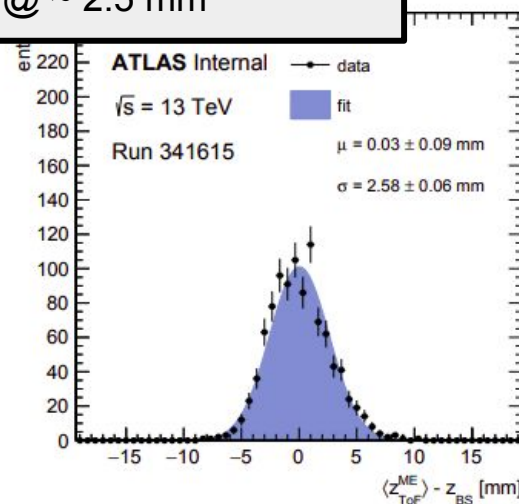 @ ~ 2.5 mm
ent
ATLAS Internal
data
√s = 13 TeV
fit
Run 341615
μ = 0.03 ± 0.09 mm
σ = 2.58 ± 0.06 mm
220
200
180
160
140
120
100
80
60
40
20
0
−15 −10 −5 0 5 10 15
⟨z^ME_ToF⟩ - z_BS [mm]